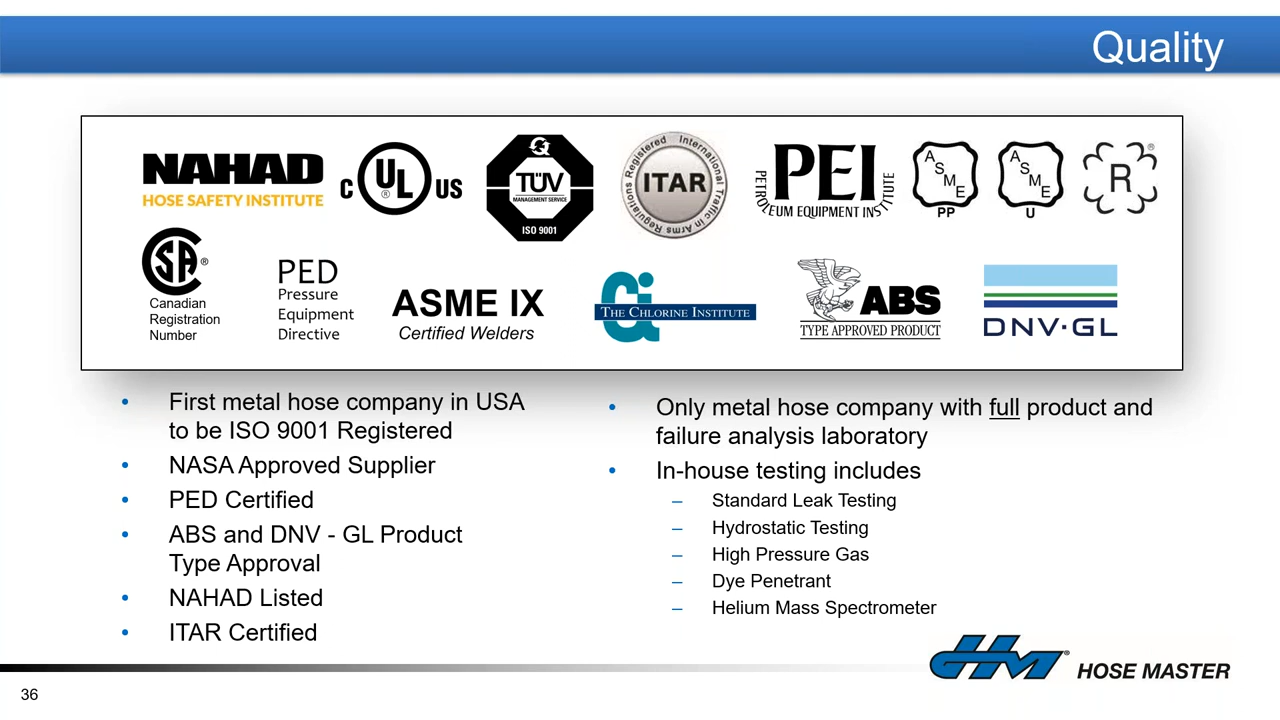 Quality
NAHAD
HOSE SAFETY INSTITUTE
C UL® US
TÜV
MANAGEMENT SERVICE
ISO 9001
ITAR
Registered International Traffic in Arms Regulations
PEI
PETROLEUM EQUIPMENT INSTITUTE
ASME
PP
ASME
U
R®
CSA®
Canadian
Registration
Number
PED
Pressure
Equipment
Directive
ASME IX
Certified Welders
Ci
THE CHLORINE INSTITUTE
ABS
TYPE APPROVED PRODUCT
DNV·GL
• First metal hose company in USA
to be ISO 9001 Registered
• NASA Approved Supplier
• PED Certified
• ABS and DNV - GL Product
Type Approval
• NAHAD Listed
• ITAR Certified
• Only metal hose company with full product and
failure analysis laboratory
• In-house testing includes
– Standard Leak Testing
– Hydrostatic Testing
– High Pressure Gas
– Dye Penetrant
– Helium Mass Spectrometer
HM® HOSE MASTER
36